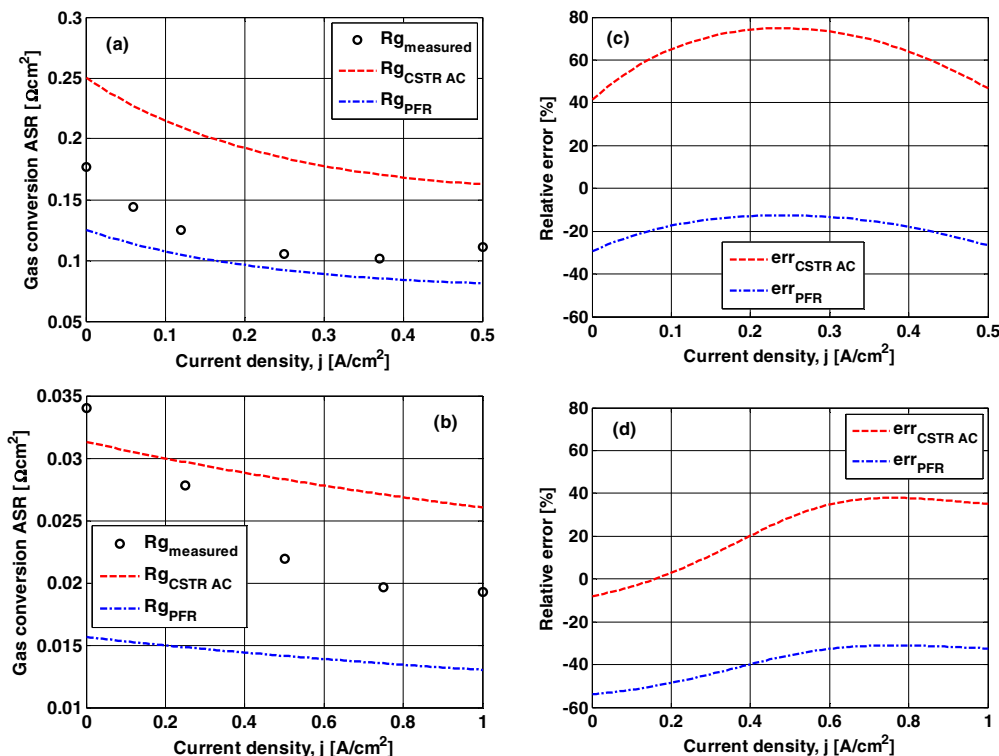 (a)
Rg_measured
Rg_CSTR AC
Rg_PFR
0.3
0.25
0.2
0.15
0.1
0.05
0 0.1 0.2 0.3 0.4 0.5
Gas conversion ASR [Ωcm²]
Current density, j [A/cm²]
(c)
80
60
40
20
0
-20
-40
-60
0 0.1 0.2 0.3 0.4 0.5
Relative error [%]
err_CSTR AC
err_PFR
Current density, j [A/cm²]
(b)
0.035
0.03
0.025
0.02
0.015
0.01
0 0.2 0.4 0.6 0.8 1
Gas conversion ASR [Ωcm²]
Rg_measured
Rg_CSTR AC
Rg_PFR
Current density, j [A/cm²]
(d)
err_CSTR AC
err_PFR
80
60
40
20
0
-20
-40
-60
0 0.2 0.4 0.6 0.8 1
Relative error [%]
Current density, j [A/cm²]